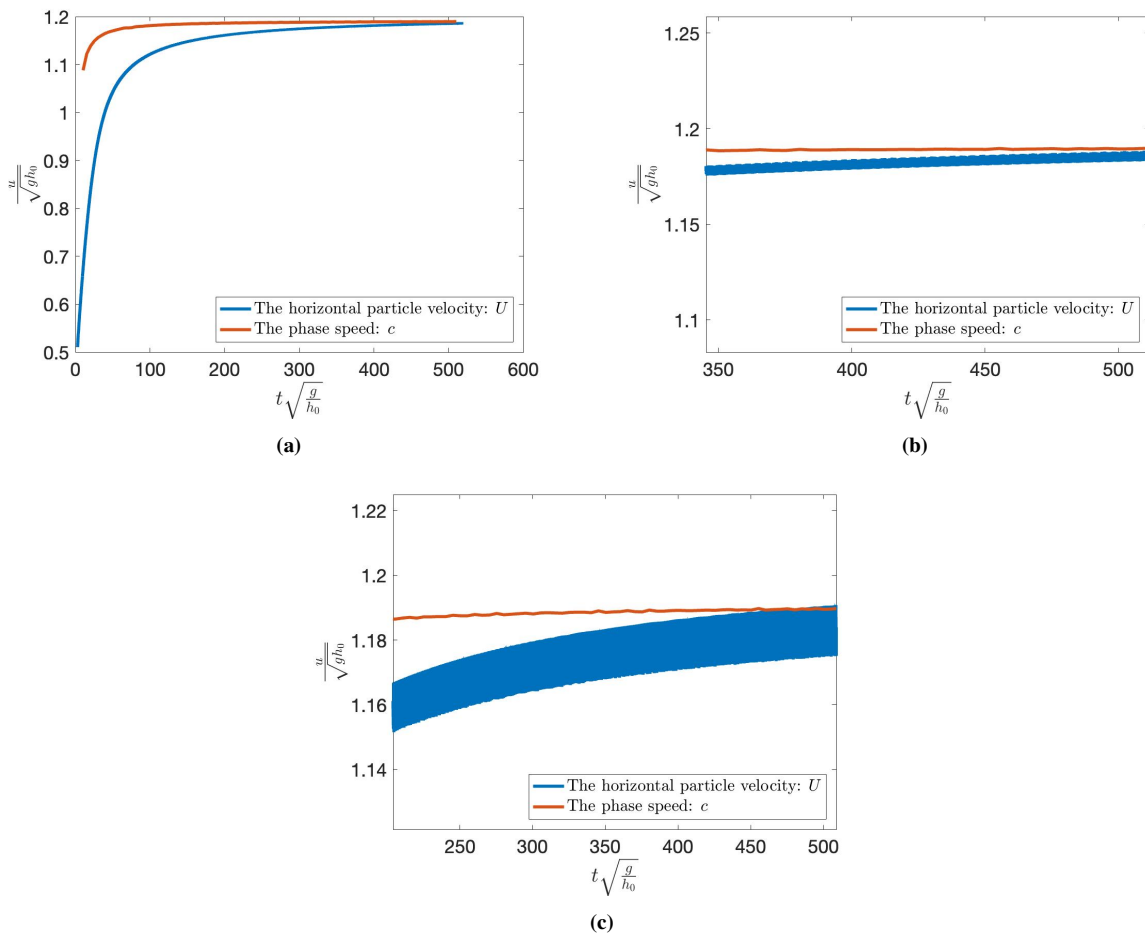 1.2
1.1
1
0.9
0.8
0.7
0.6
0.5
u/√gh₀
The horizontal particle velocity: U
The phase speed: c
0 100 200 300 400 500 600
t√g/h₀
(a)
1.25
1.2
1.15
1.1
u/√gh₀
The horizontal particle velocity: U
The phase speed: c
350 400 450 500
t√g/h₀
(b)
1.22
1.2
1.18
1.16
1.14
u/√gh₀
The horizontal particle velocity: U
The phase speed: c
250 300 350 400 450 500
t√g/h₀
(c)